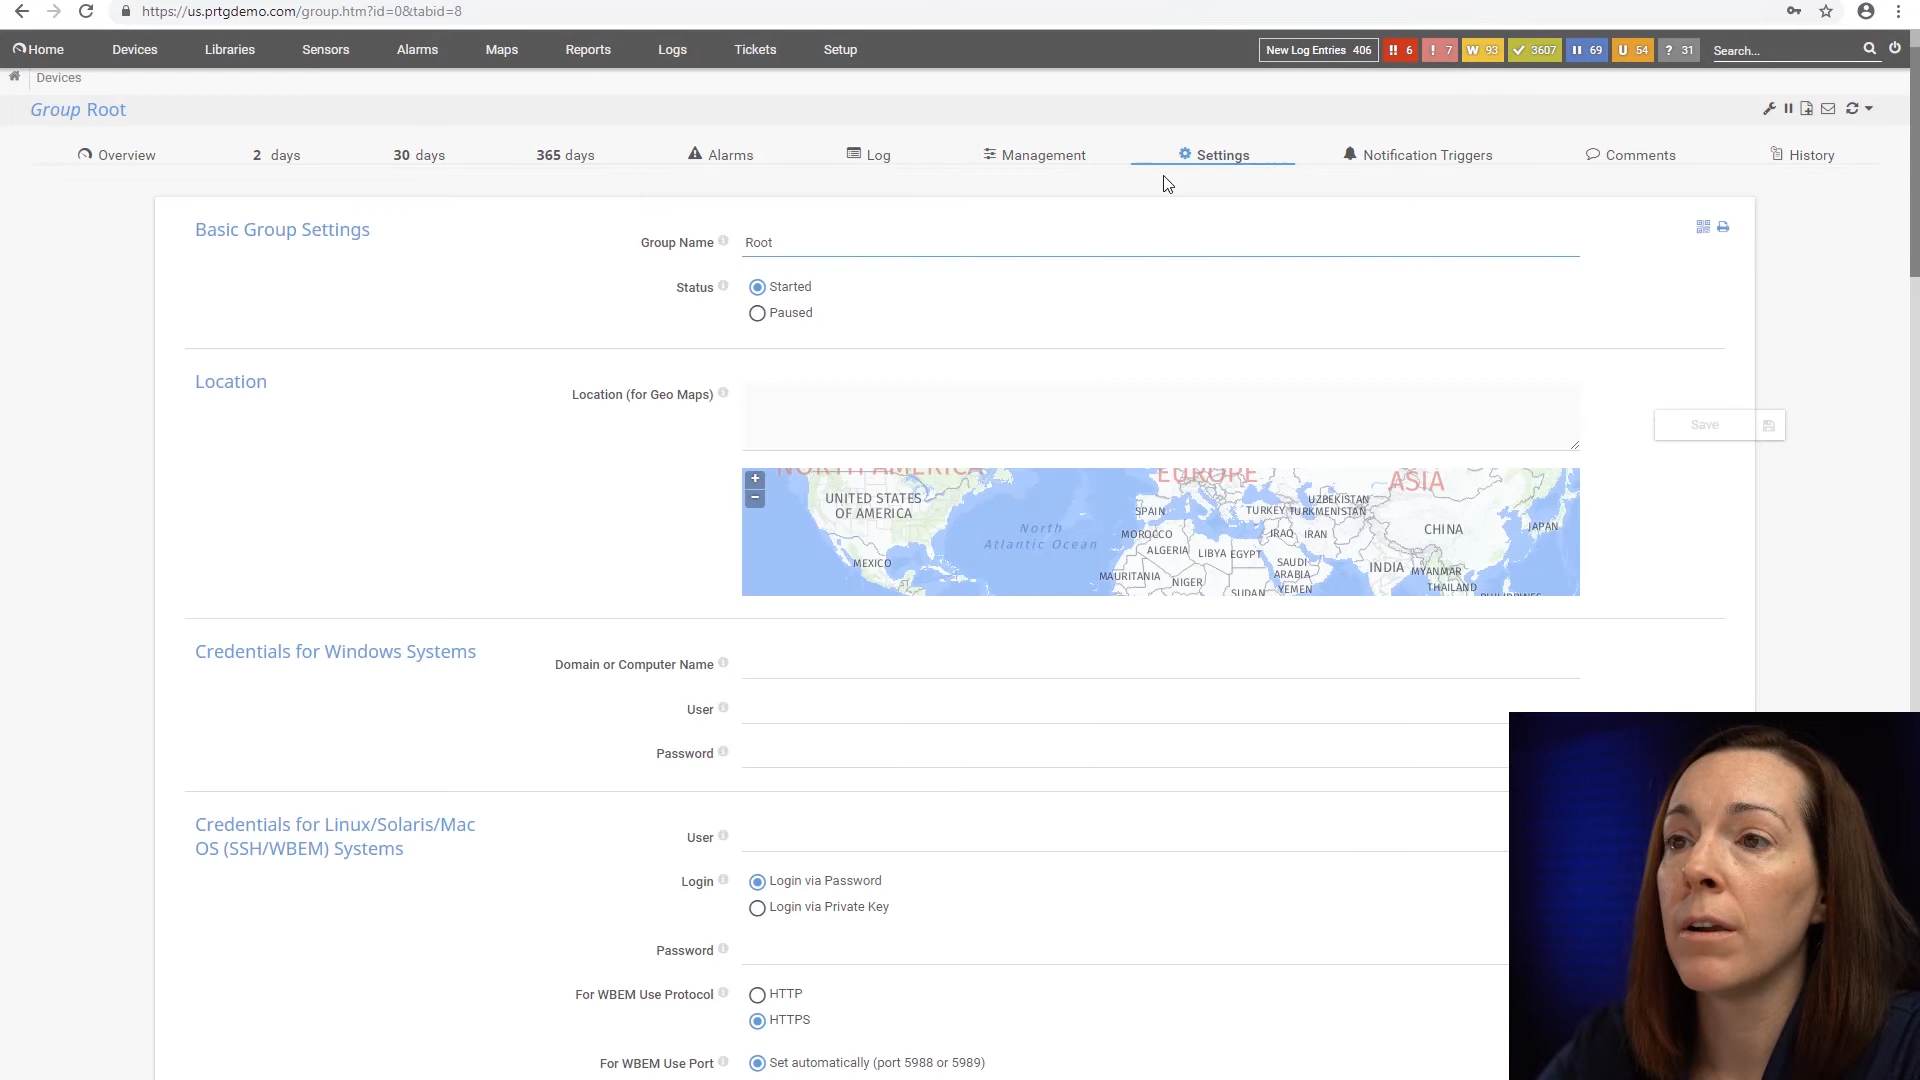 https://us.prtgdemo.com/group.htm?id=0&tabid=8
Home Devices Libraries Sensors Alarms Maps Reports Logs Tickets Setup New Log Entries 406 !! 6 ! 7 W 93 3607 69 U 54 ? 31 Search...
Devices
Group Root
Overview 2 days 30 days 365 days Alarms Log Management Settings Notification Triggers Comments History
Basic Group Settings
Group Name Root
Status Started
Paused
Location
Location (for Geo Maps)
Save
+
−
NORTH AMERICA EUROPE ASIA
UNITED STATES
OF AMERICA
MEXICO
North
Atlantic Ocean
SPAIN TURKEY UZBEKISTAN
TURKMENISTAN
CHINA JAPAN
MOROCCO IRAQ IRAN
ALGERIA LIBYA EGYPT
SAUDI
ARABIA
INDIA MYANMAR
MAURITANIA NIGER
SUDAN YEMEN THAILAND
PHILIPPINES
Credentials for Windows Systems
Domain or Computer Name
User
Password
Credentials for Linux/Solaris/Mac
OS (SSH/WBEM) Systems
User
Login Login via Password
Login via Private Key
Password
For WBEM Use Protocol HTTP
HTTPS
For WBEM Use Port Set automatically (port 5988 or 5989)